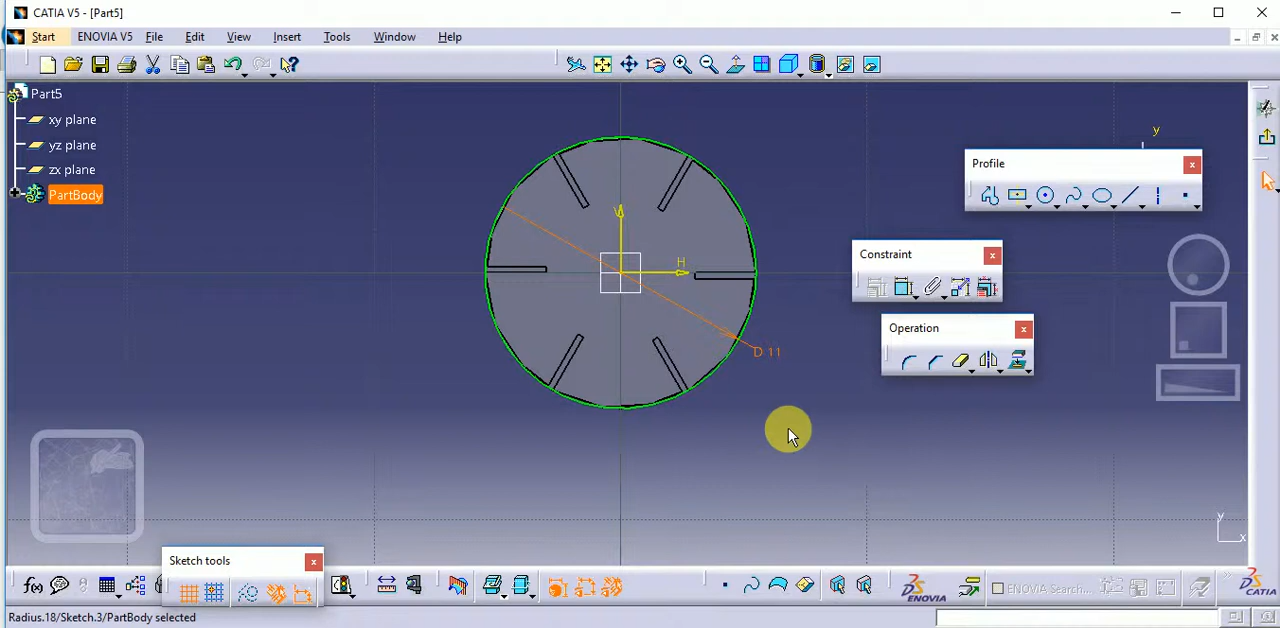 CATIA V5 - [Part5]
Start ENOVIA V5 File Edit View Insert Tools Window Help
Part5
xy plane
yz plane
zx plane
PartBody
y
Profile
V
H
Constraint
Operation
D 11
y
x
Sketch tools
f(x)
ENOVIA
ENOVIA Search...
CATIA
Radius.18/Sketch.3/PartBody selected